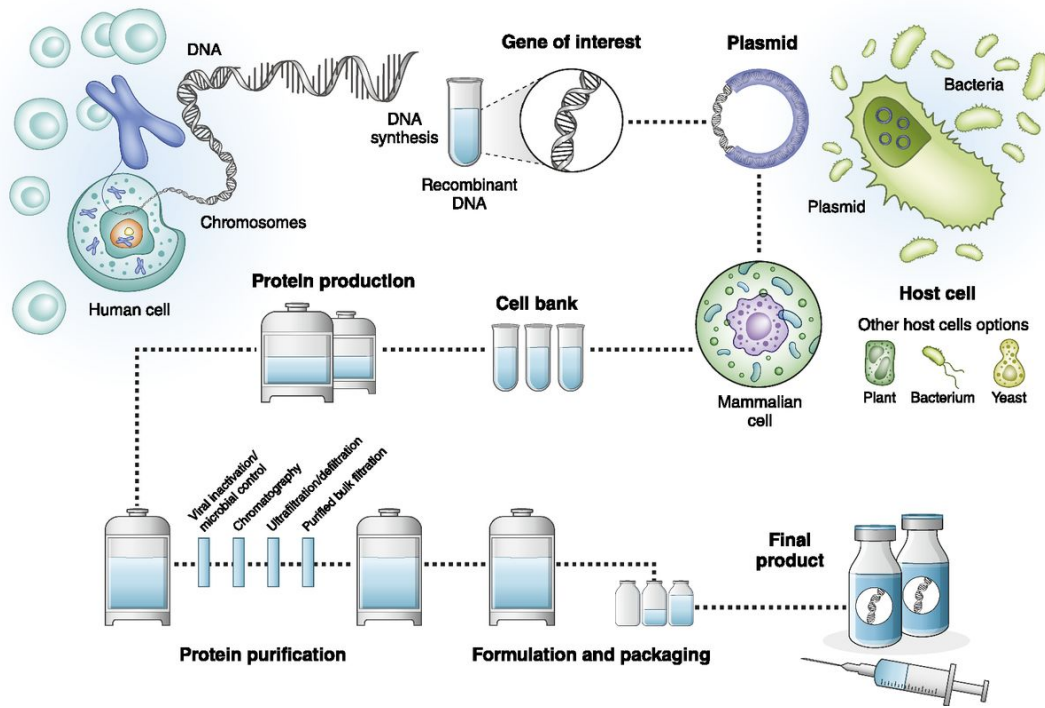 DNA
Gene of interest
Plasmid
Bacteria
DNA
synthesis
Recombinant
DNA
Plasmid
Chromosomes
Human cell
Protein production
Cell bank
Mammalian
cell
Host cell
Other host cells options
Plant
Bacterium
Yeast
Viral inactivation/
microbial control
Chromatography
Ultrafiltration/defiltration
Purified bulk filtration
Protein purification
Formulation and packaging
Final
product